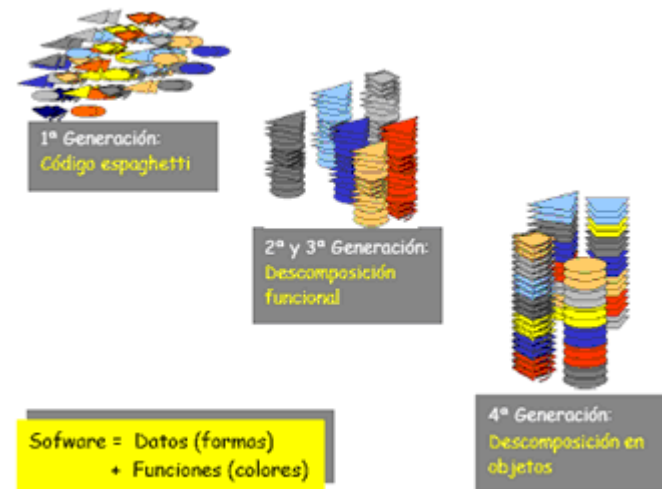 1ª Generación:
Código espaghetti
2ª y 3ª Generación:
Descomposición
funcional
4ª Generación:
Descomposición en
objetos
Sofware = Datos (formas)
+ Funciones (colores)